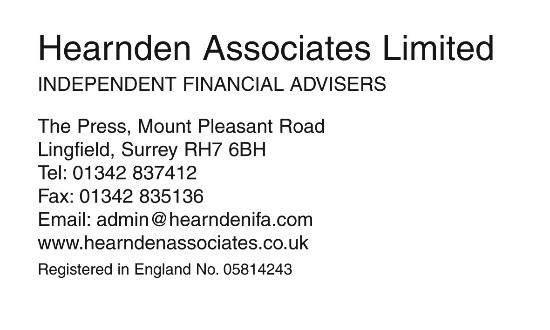 Hearnden Associates Limited
INDEPENDENT FINANCIAL ADVISERS
The Press, Mount Pleasant Road
Lingfield, Surrey RH7 6BH
Tel: 01342 837412
Fax: 01342 835136
Email: admin@hearndenifa.com
www.hearndenassociates.co.uk
Registered in England No. 05814243